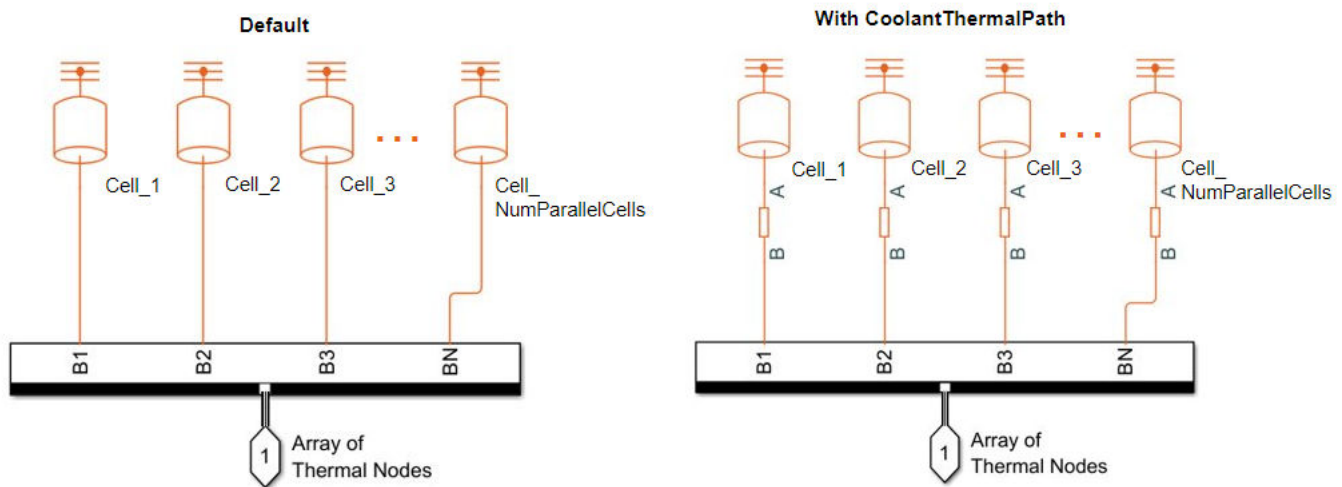 Default
Cell_1
Cell_2
Cell_3
Cell_
NumParallelCells
B1
B2
B3
BN
1
Array of
Thermal Nodes
With CoolantThermalPath
Cell_1
Cell_2
Cell_3
Cell_
NumParallelCells
A
A
A
A
B
B
B
B
B1
B2
B3
BN
1
Array of
Thermal Nodes